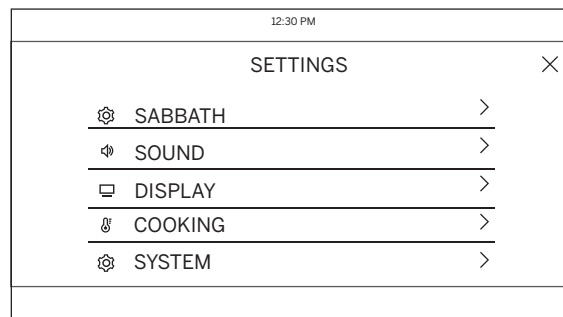 12:30 PM
SETTINGS
SABBATH
SOUND
DISPLAY
COOKING
SYSTEM